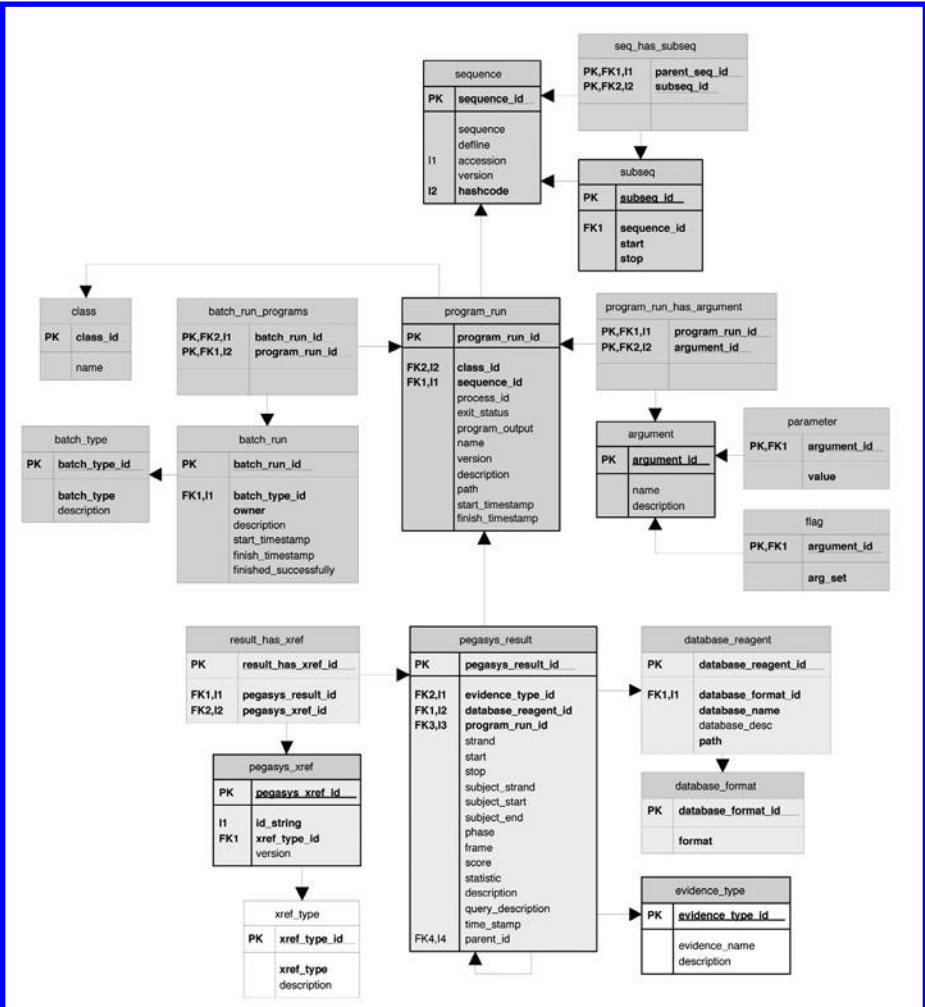 seq_has_subseq
PK,FK1,I1 parent_seq_id
PK,FK2,I2 subseq_id
sequence
PK sequence_id
sequence
defline
I1 accession
version
I2 hashcode
subseq
PK subseq_id
FK1 sequence_id
start
stop
class
PK class_id
name
batch_run_programs
PK,FK2,I1 batch_run_id
PK,FK1,I2 program_run_id
program_run
PK program_run_id
FK2,I2 class_id
FK1,I1 sequence_id
process_id
exit_status
program_output
name
version
description
path
start_timestamp
finish_timestamp
program_run_has_argument
PK,FK1,I1 program_run_id
PK,FK2,I2 argument_id
batch_type
PK batch_type_id
batch_type
description
batch_run
PK batch_run_id
FK1,I1 batch_type_id
owner
description
start_timestamp
finish_timestamp
finished_successfully
argument
PK argument_id
name
description
parameter
PK,FK1 argument_id
value
flag
PK,FK1 argument_id
arg_set
result_has_xref
PK result_has_xref_id
FK1,I1 pegasys_result_id
FK2,I2 pegasys_xref_id
pegasys_result
PK pegasys_result_id
FK2,I1 evidence_type_id
FK1,I2 database_reagent_id
FK3,I3 program_run_id
strand
start
stop
subject_strand
subject_start
subject_end
phase
frame
score
statistic
description
query_description
time_stamp
FK4,I4 parent_id
database_reagent
PK database_reagent_id
FK1,I1 database_format_id
database_name
database_desc
path
pegasys_xref
PK pegasys_xref_id
I1 id_string
FK1 xref_type_id
version
database_format
PK database_format_id
format
xref_type
PK xref_type_id
xref_type
description
evidence_type
PK evidence_type_id
evidence_name
description